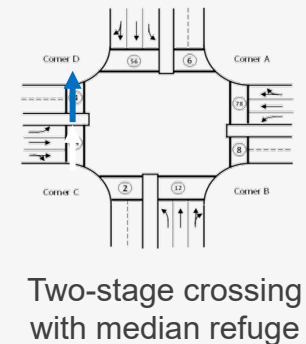 Corner D
56
6
Corner A
78
8
Corner C
2
12
Corner B
Two-stage crossing
with median refuge